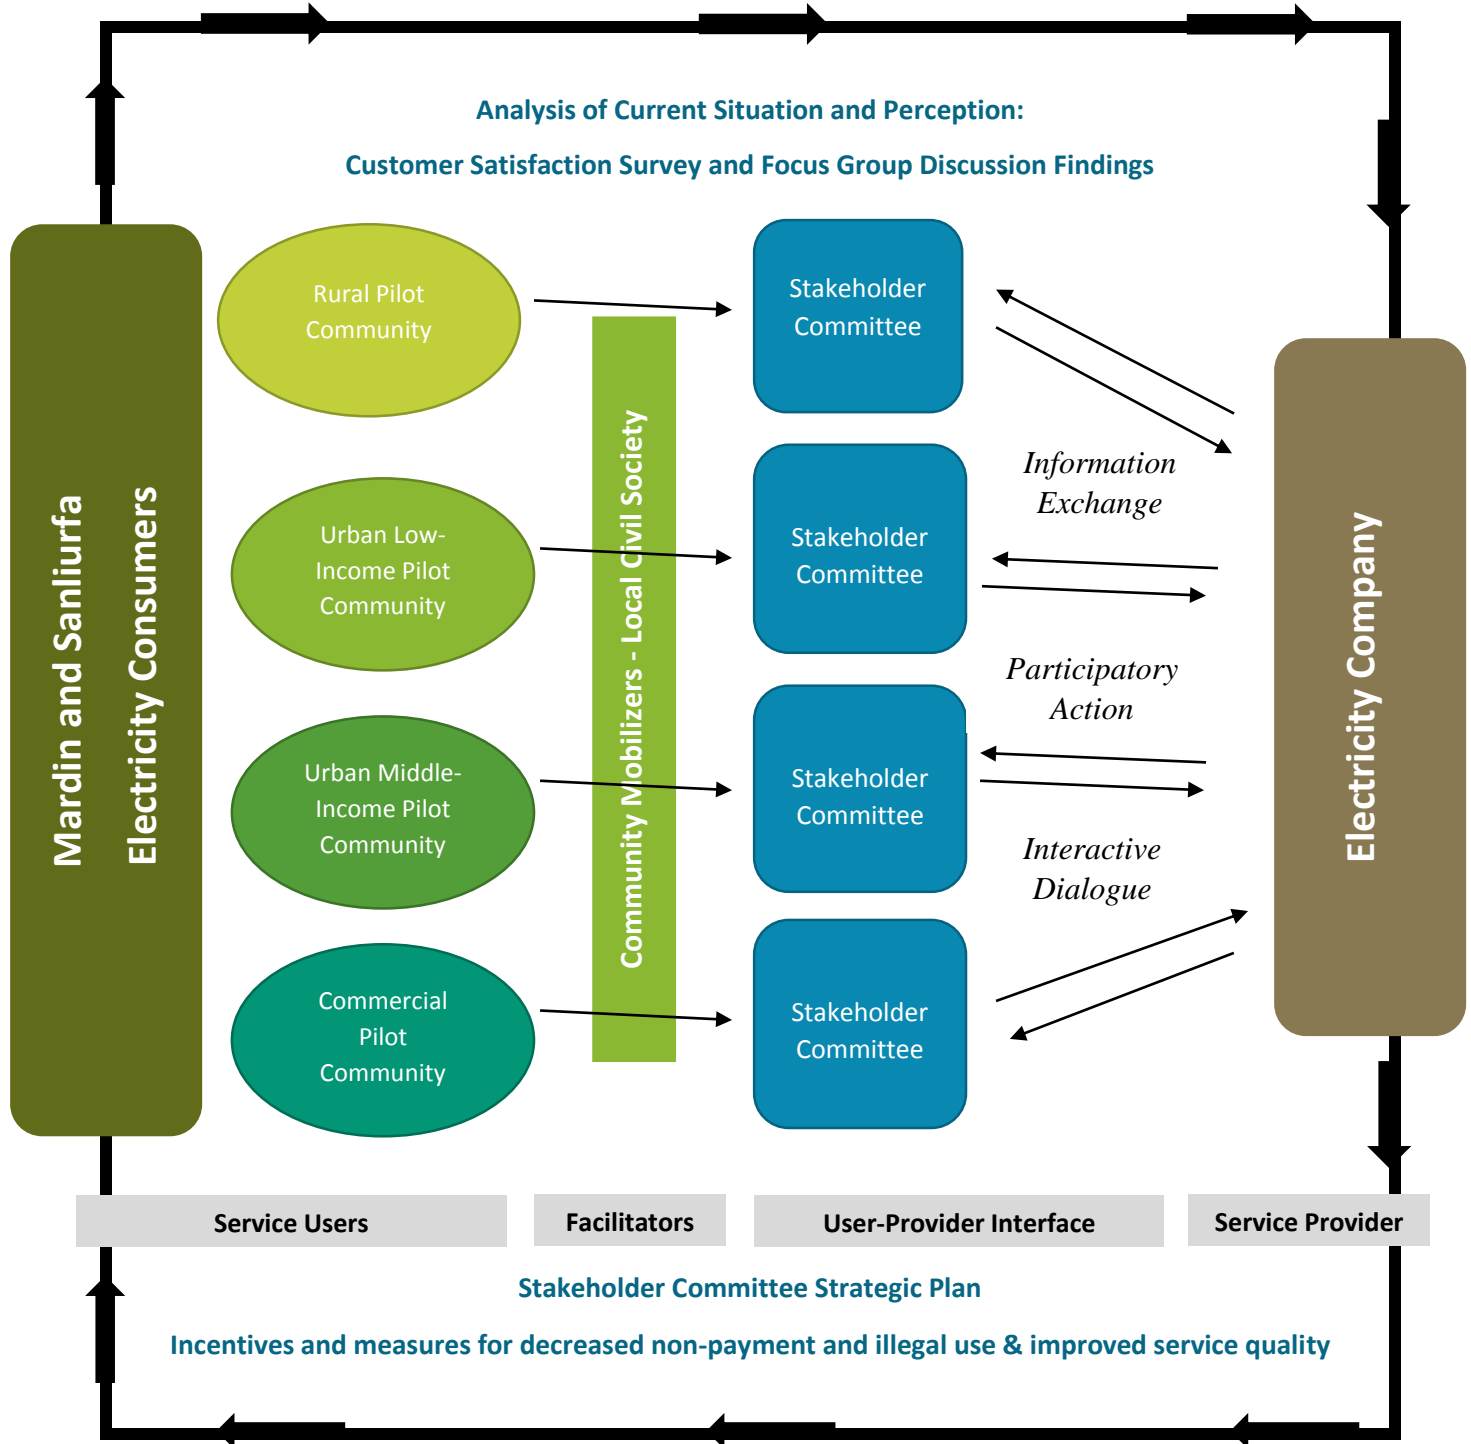 Analysis of Current Situation and Perception:
Customer Satisfaction Survey and Focus Group Discussion Findings
Mardin and Sanliurfa
Electricity Consumers
Rural Pilot
Community
Urban Low-
Income Pilot
Community
Urban Middle-
Income Pilot
Community
Commercial
Pilot
Community
Community Mobilizers - Local Civil Society
Stakeholder
Committee
Stakeholder
Committee
Stakeholder
Committee
Stakeholder
Committee
Information
Exchange
Participatory
Action
Interactive
Dialogue
Electricity Company
Service Users
Facilitators
User-Provider Interface
Service Provider
Stakeholder Committee Strategic Plan
Incentives and measures for decreased non-payment and illegal use & improved service quality